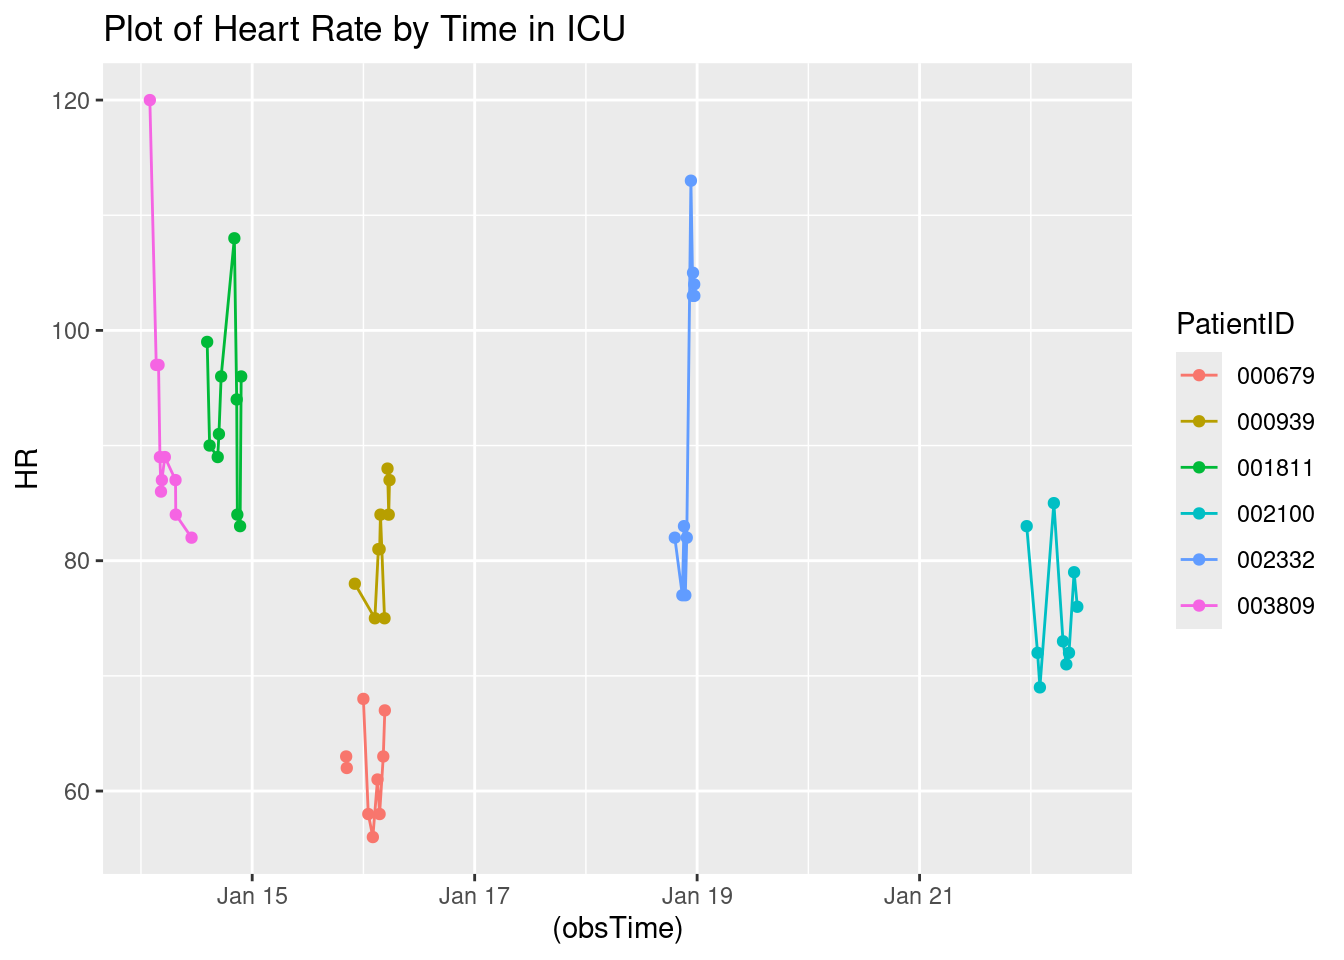 Plot of Heart Rate by Time in ICU
120
100
80
60
HR
Jan 15
Jan 17
Jan 19
Jan 21
(obsTime)
PatientID
000679
000939
001811
002100
002332
003809